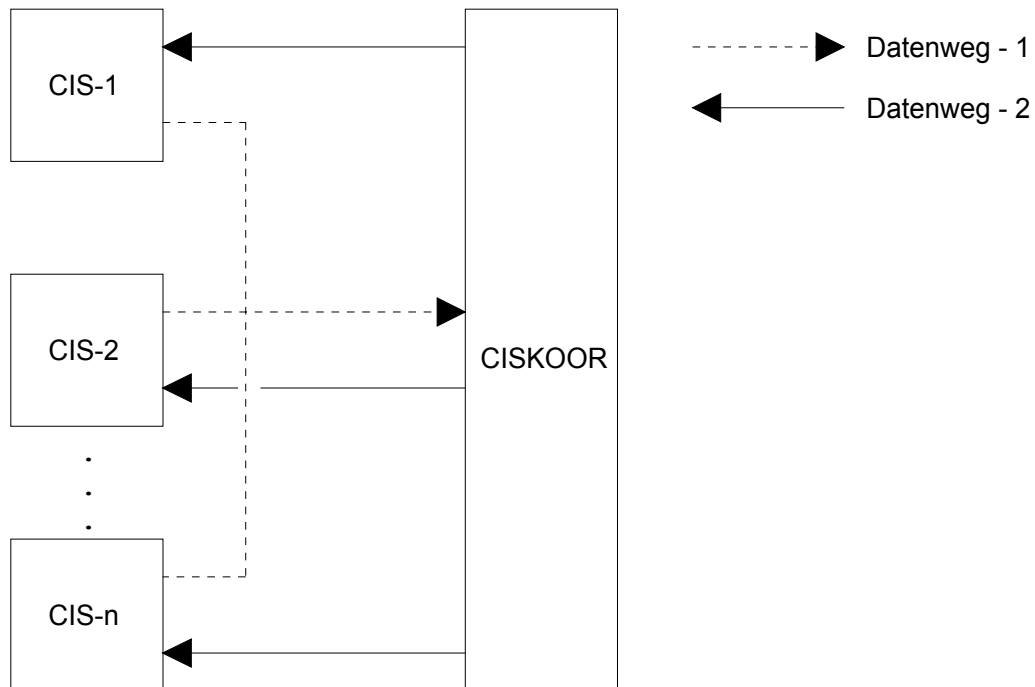 CIS-1
CIS-2
CIS-n
CISKOOR
Datenweg - 1
Datenweg - 2